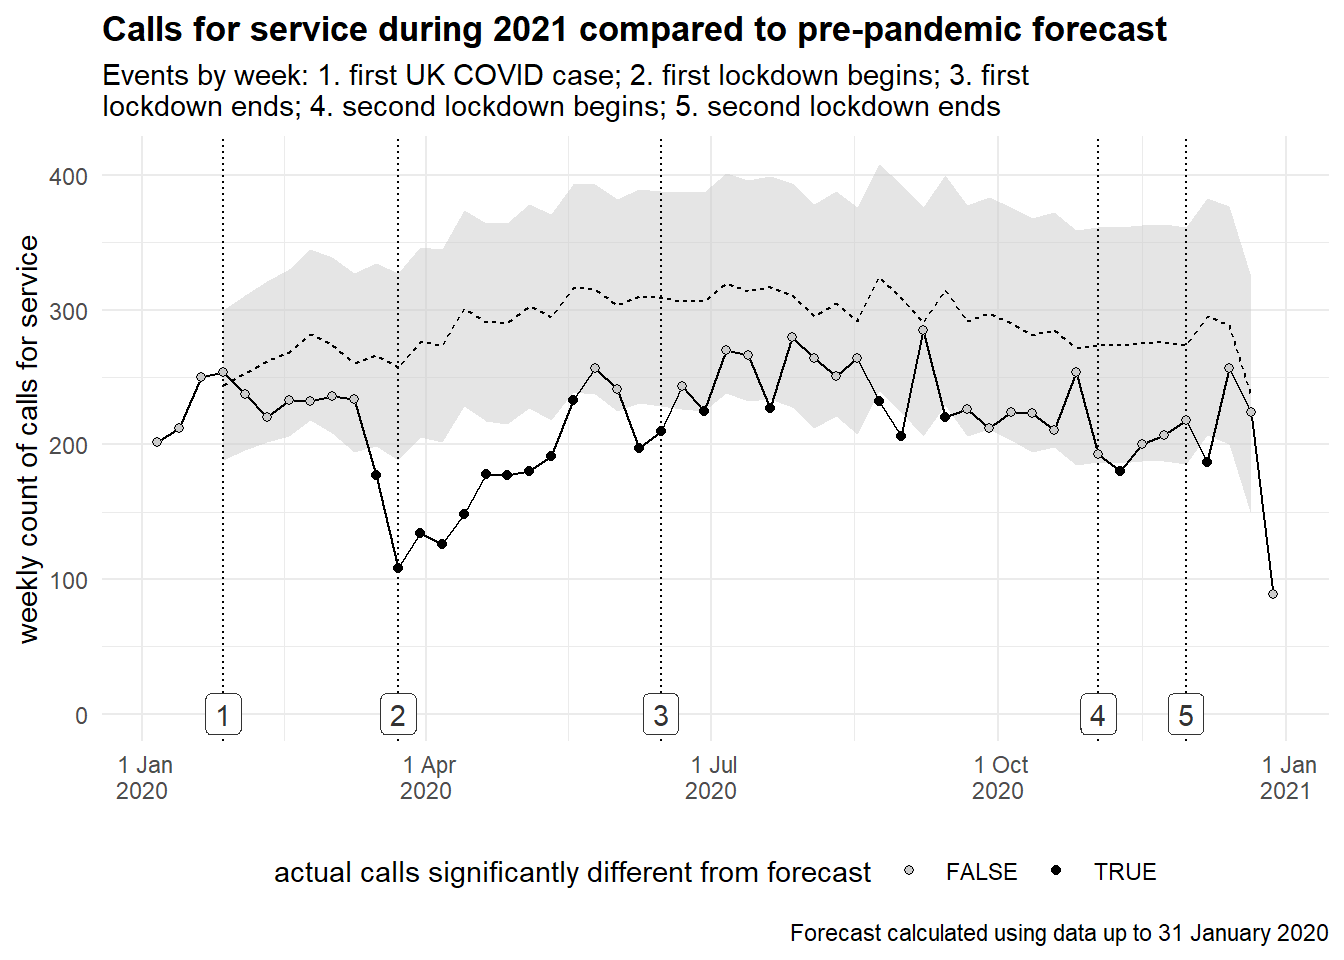 Calls for service during 2021 compared to pre-pandemic forecast
Events by week: 1. first UK COVID case; 2. first lockdown begins; 3. first
lockdown ends; 4. second lockdown begins; 5. second lockdown ends
weekly count of calls for service
400
300
200
100
0
1 2 3 4 5
1 Jan 1 Apr 1 Jul 1 Oct 1 Jan
2020 2020 2020 2020 2021
actual calls significantly different from forecast FALSE TRUE
Forecast calculated using data up to 31 January 2020